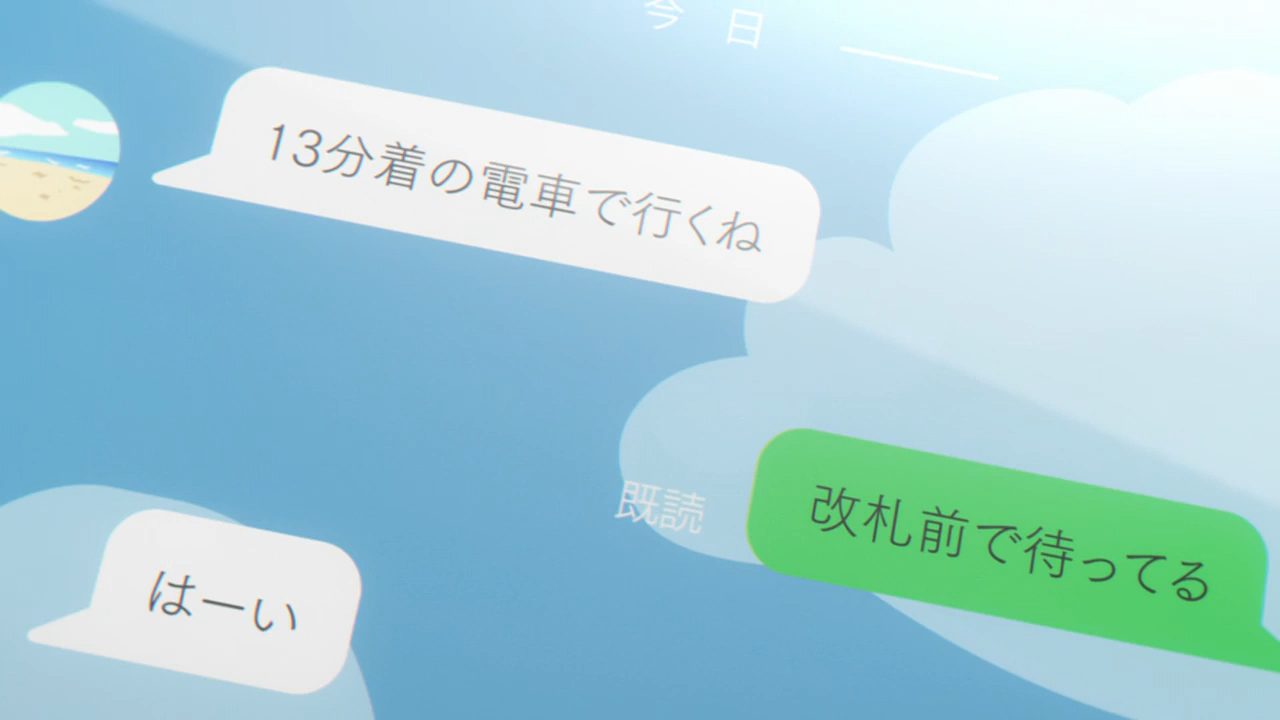 今日
13分着の電車で行くね
既読
改札前で待ってる
はーい